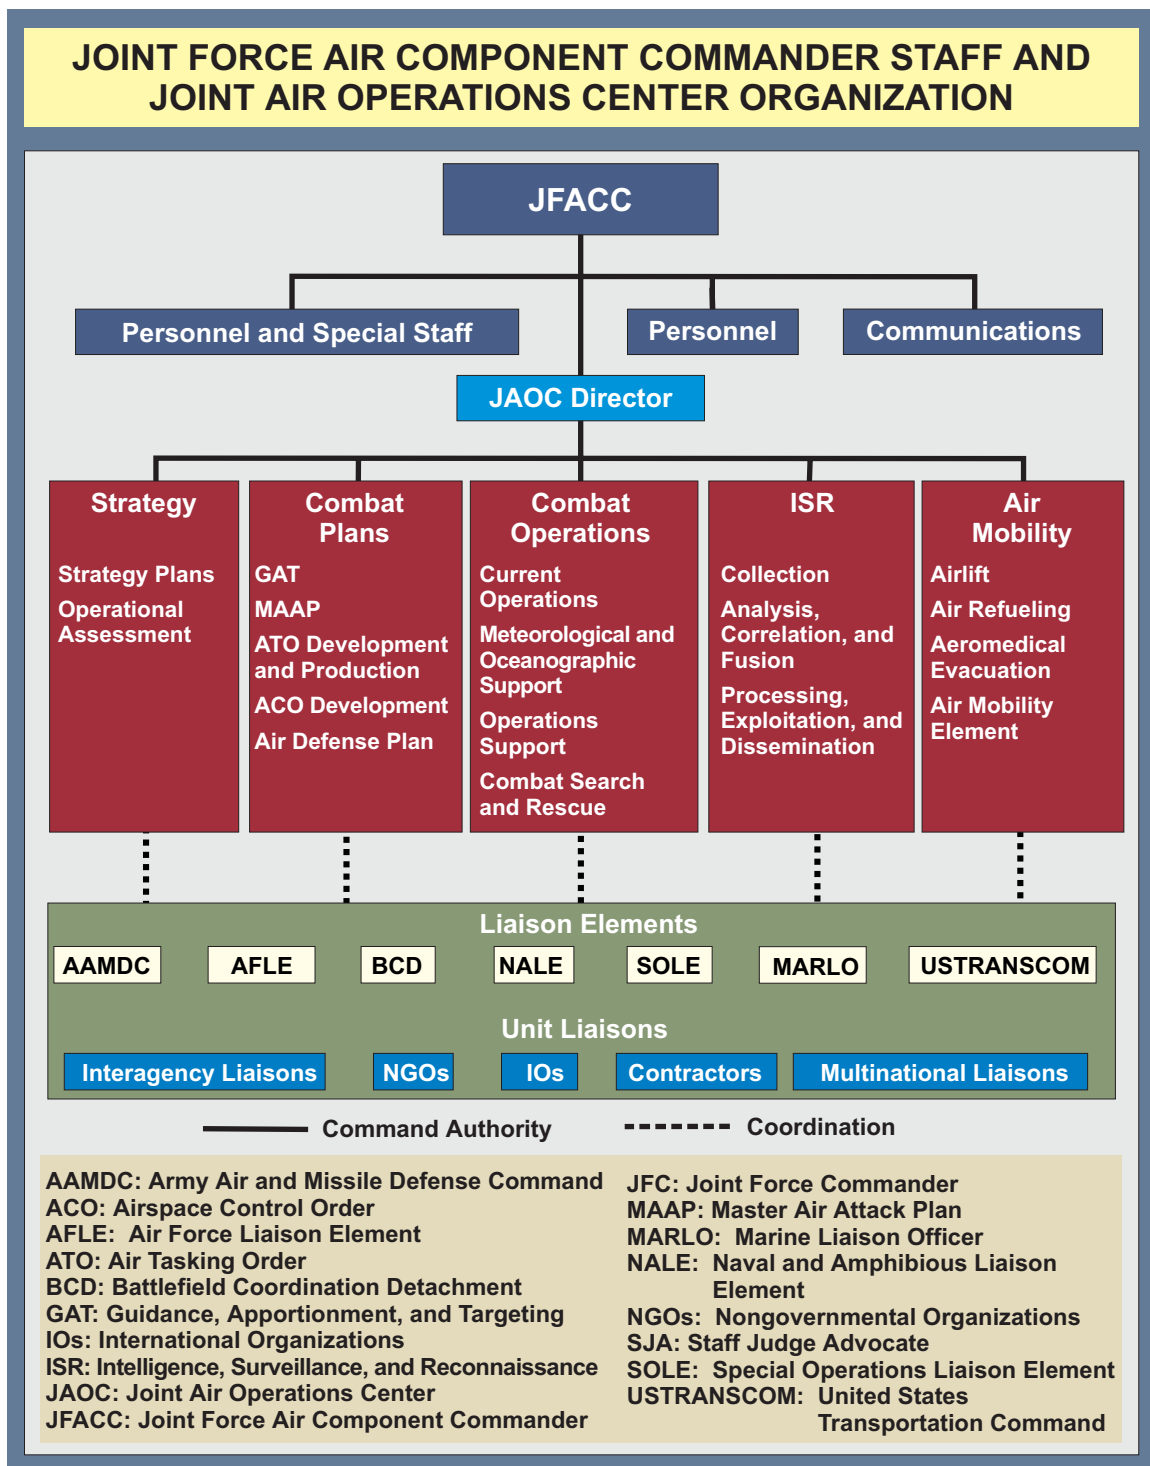 JOINT FORCE AIR COMPONENT COMMANDER STAFF AND
JOINT AIR OPERATIONS CENTER ORGANIZATION
JFACC
Personnel and Special Staff
Personnel
Communications
JAOC Director
Strategy
Strategy Plans
Operational
Assessment
Combat
Plans
GAT
MAAP
ATO Development
and Production
ACO Development
Air Defense Plan
Combat
Operations
Current
Operations
Meteorological and
Oceanographic
Support
Operations
Support
Combat Search
and Rescue
ISR
Collection
Analysis,
Correlation, and
Fusion
Processing,
Exploitation, and
Dissemination
Air
Mobility
Airlift
Air Refueling
Aeromedical
Evacuation
Air Mobility
Element
Liaison Elements
AAMDC
AFLE
BCD
NALE
SOLE
MARLO
USTRANSCOM
Unit Liaisons
Interagency Liaisons
NGOs
IOs
Contractors
Multinational Liaisons
Command Authority
Coordination
AAMDC: Army Air and Missile Defense Command
ACO: Airspace Control Order
AFLE: Air Force Liaison Element
ATO: Air Tasking Order
BCD: Battlefield Coordination Detachment
GAT: Guidance, Apportionment, and Targeting
IOs: International Organizations
ISR: Intelligence, Surveillance, and Reconnaissance
JAOC: Joint Air Operations Center
JFACC: Joint Force Air Component Commander
JFC: Joint Force Commander
MAAP: Master Air Attack Plan
MARLO: Marine Liaison Officer
NALE: Naval and Amphibious Liaison
Element
NGOs: Nongovernmental Organizations
SJA: Staff Judge Advocate
SOLE: Special Operations Liaison Element
USTRANSCOM: United States
Transportation Command